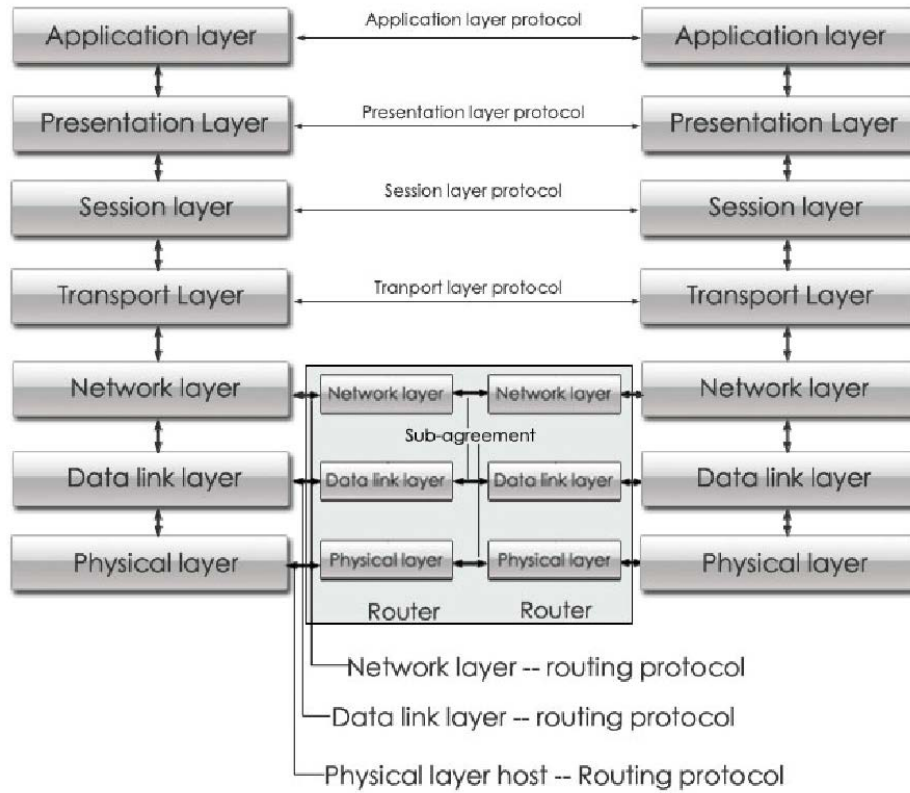 Application layer
Application layer protocol
Application layer
Presentation Layer
Presentation layer protocol
Presentation Layer
Session layer
Session layer protocol
Session layer
Transport Layer
Tranport layer protocol
Transport Layer
Network layer
Network layer
Network layer
Network layer
Sub-agreement
Data link layer
Data link layer
Data link layer
Data link layer
Physical layer
Physical layer
Physical layer
Physical layer
Router
Router
Network layer -- routing protocol
Data link layer -- routing protocol
Physical layer host -- Routing protocol